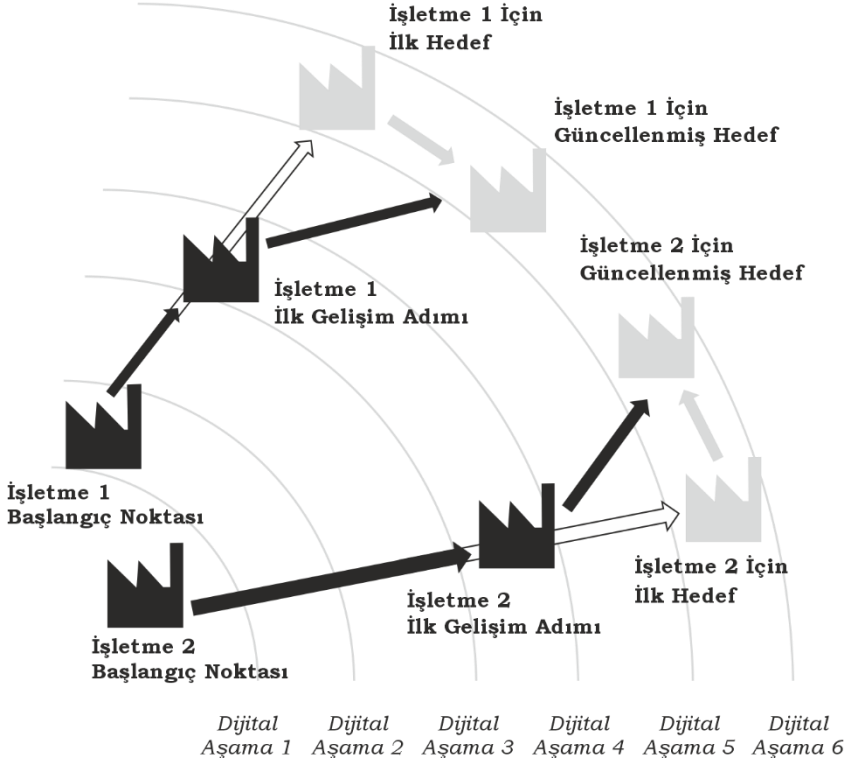 İşletme 1 İçin
İlk Hedef
İşletme 1 İçin
Güncellenmiş Hedef
İşletme 2 İçin
Güncellenmiş Hedef
İşletme 1
İlk Gelişim Adımı
İşletme 1
Başlangıç Noktası
İşletme 2 İçin
İlk Hedef
İşletme 2
İlk Gelişim Adımı
İşletme 2
Başlangıç Noktası
Dijital
Aşama 1
Dijital
Aşama 2
Dijital
Aşama 3
Dijital
Aşama 4
Dijital
Aşama 5
Dijital
Aşama 6